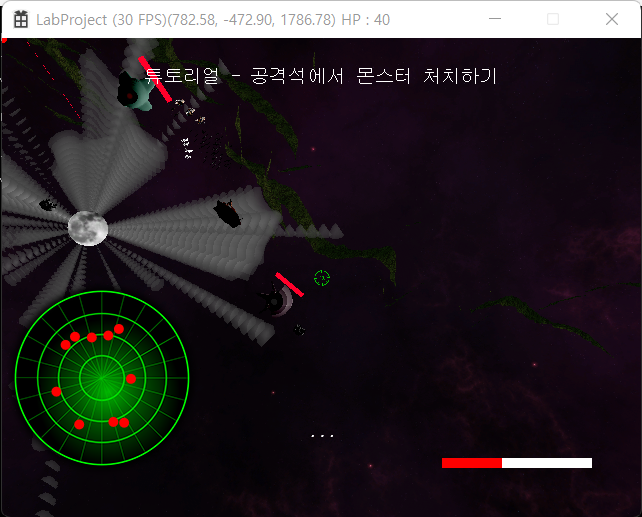 LabProject (30 FPS)(782.58, -472.90, 1786.78) HP : 40
튜토리얼 - 공격석에서 몬스터 처치하기
...